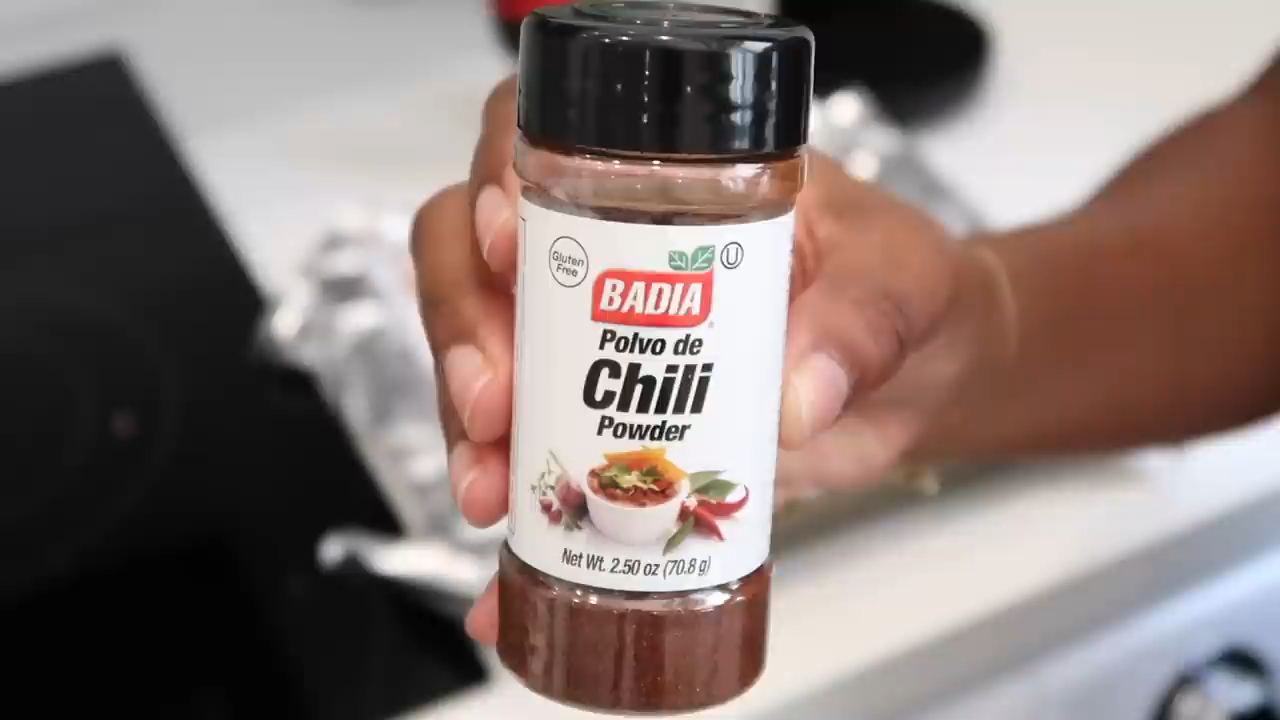 Gluten
Free
U
BADIA
Polvo de
Chili
Powder
Net Wt. 2.50 oz (70.8 g)